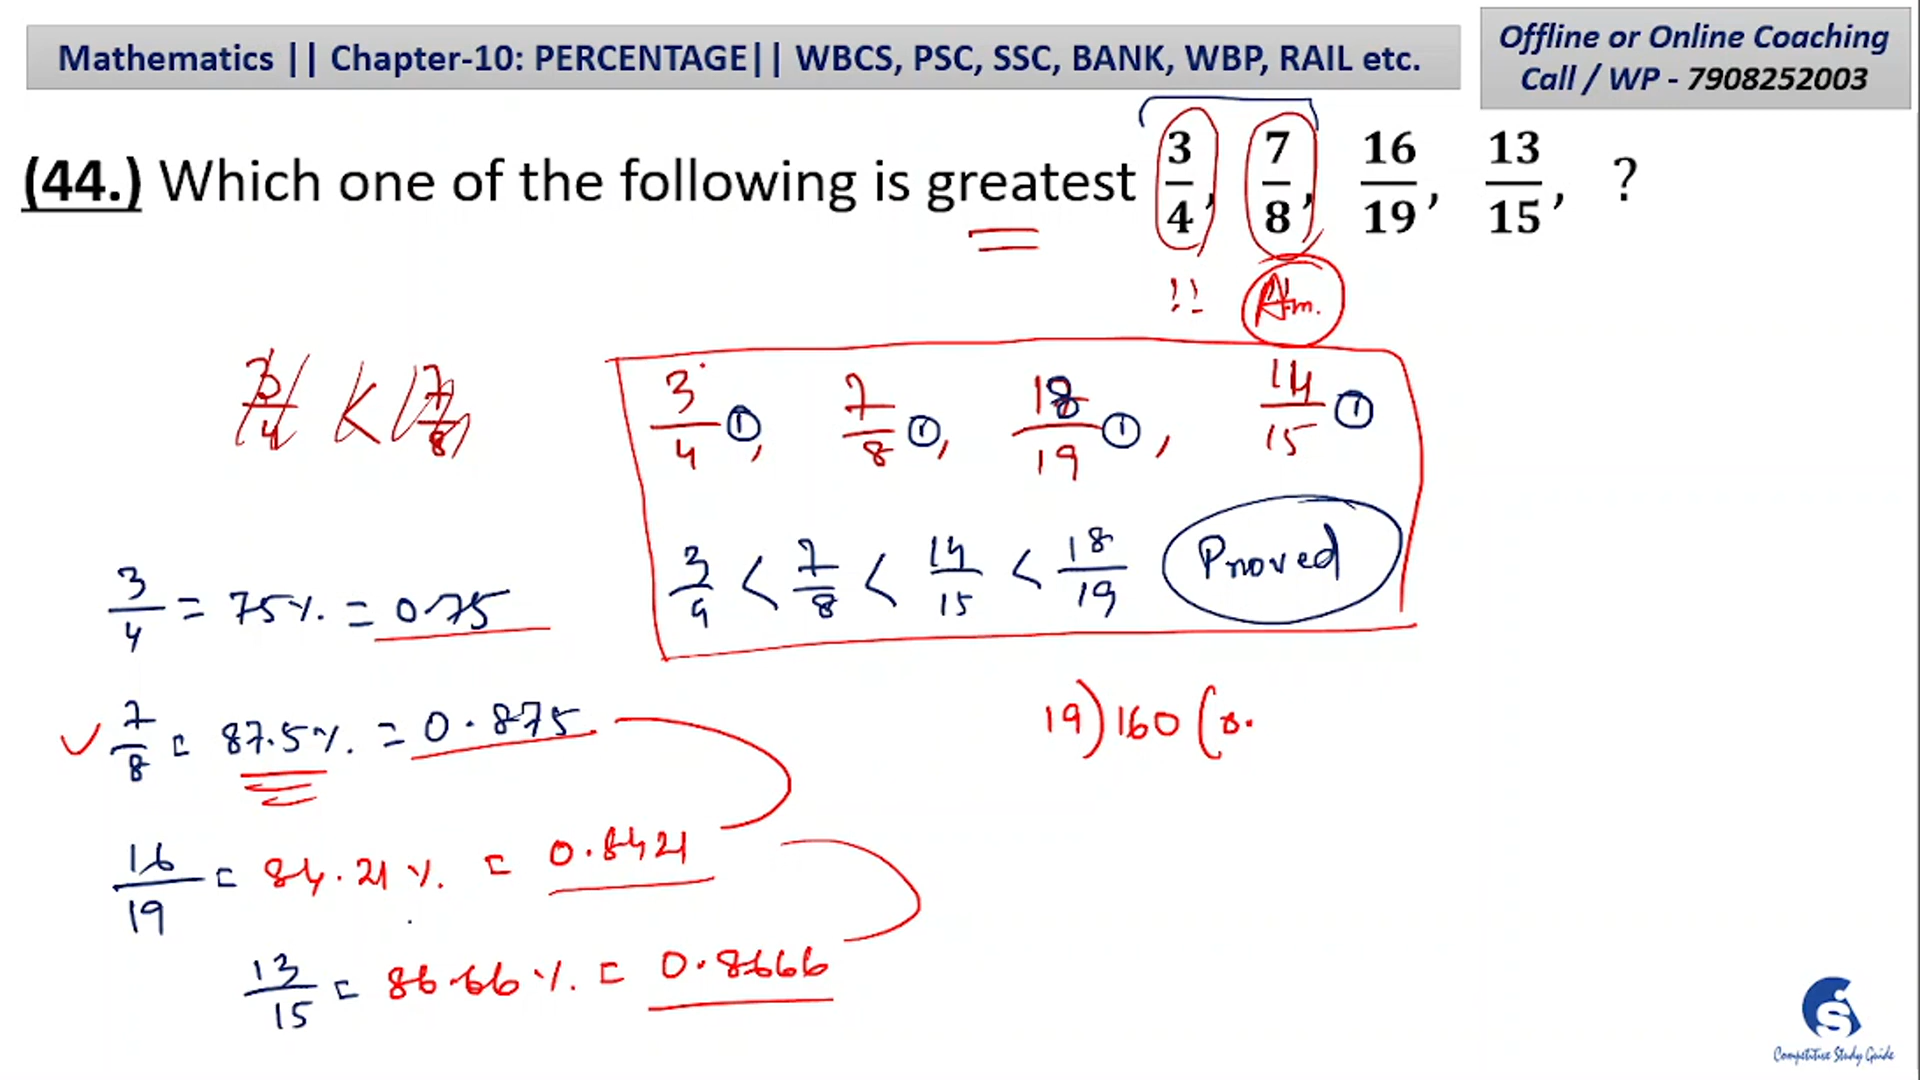 Mathematics || Chapter-10: PERCENTAGE|| WBCS, PSC, SSC, BANK, WBP, RAIL etc.
Offline or Online Coaching
Call / WP - 7908252003
(44.) Which one of the following is greatest 3/4, 7/8, 16/19, 13/15, ?
!! Ans.
3/4 < 7/8
3/4 ①, 7/8 ①, 18/19 ①, 14/15 ①
3/4 < 7/8 < 14/15 < 18/19 Proved
3/4 = 75%. = 0.75
7/8 = 87.5%. = 0.875
19)160(0.
16/19 = 84.21%. = 0.8421
13/15 = 86.66%. = 0.8666
Competitive Study Guide